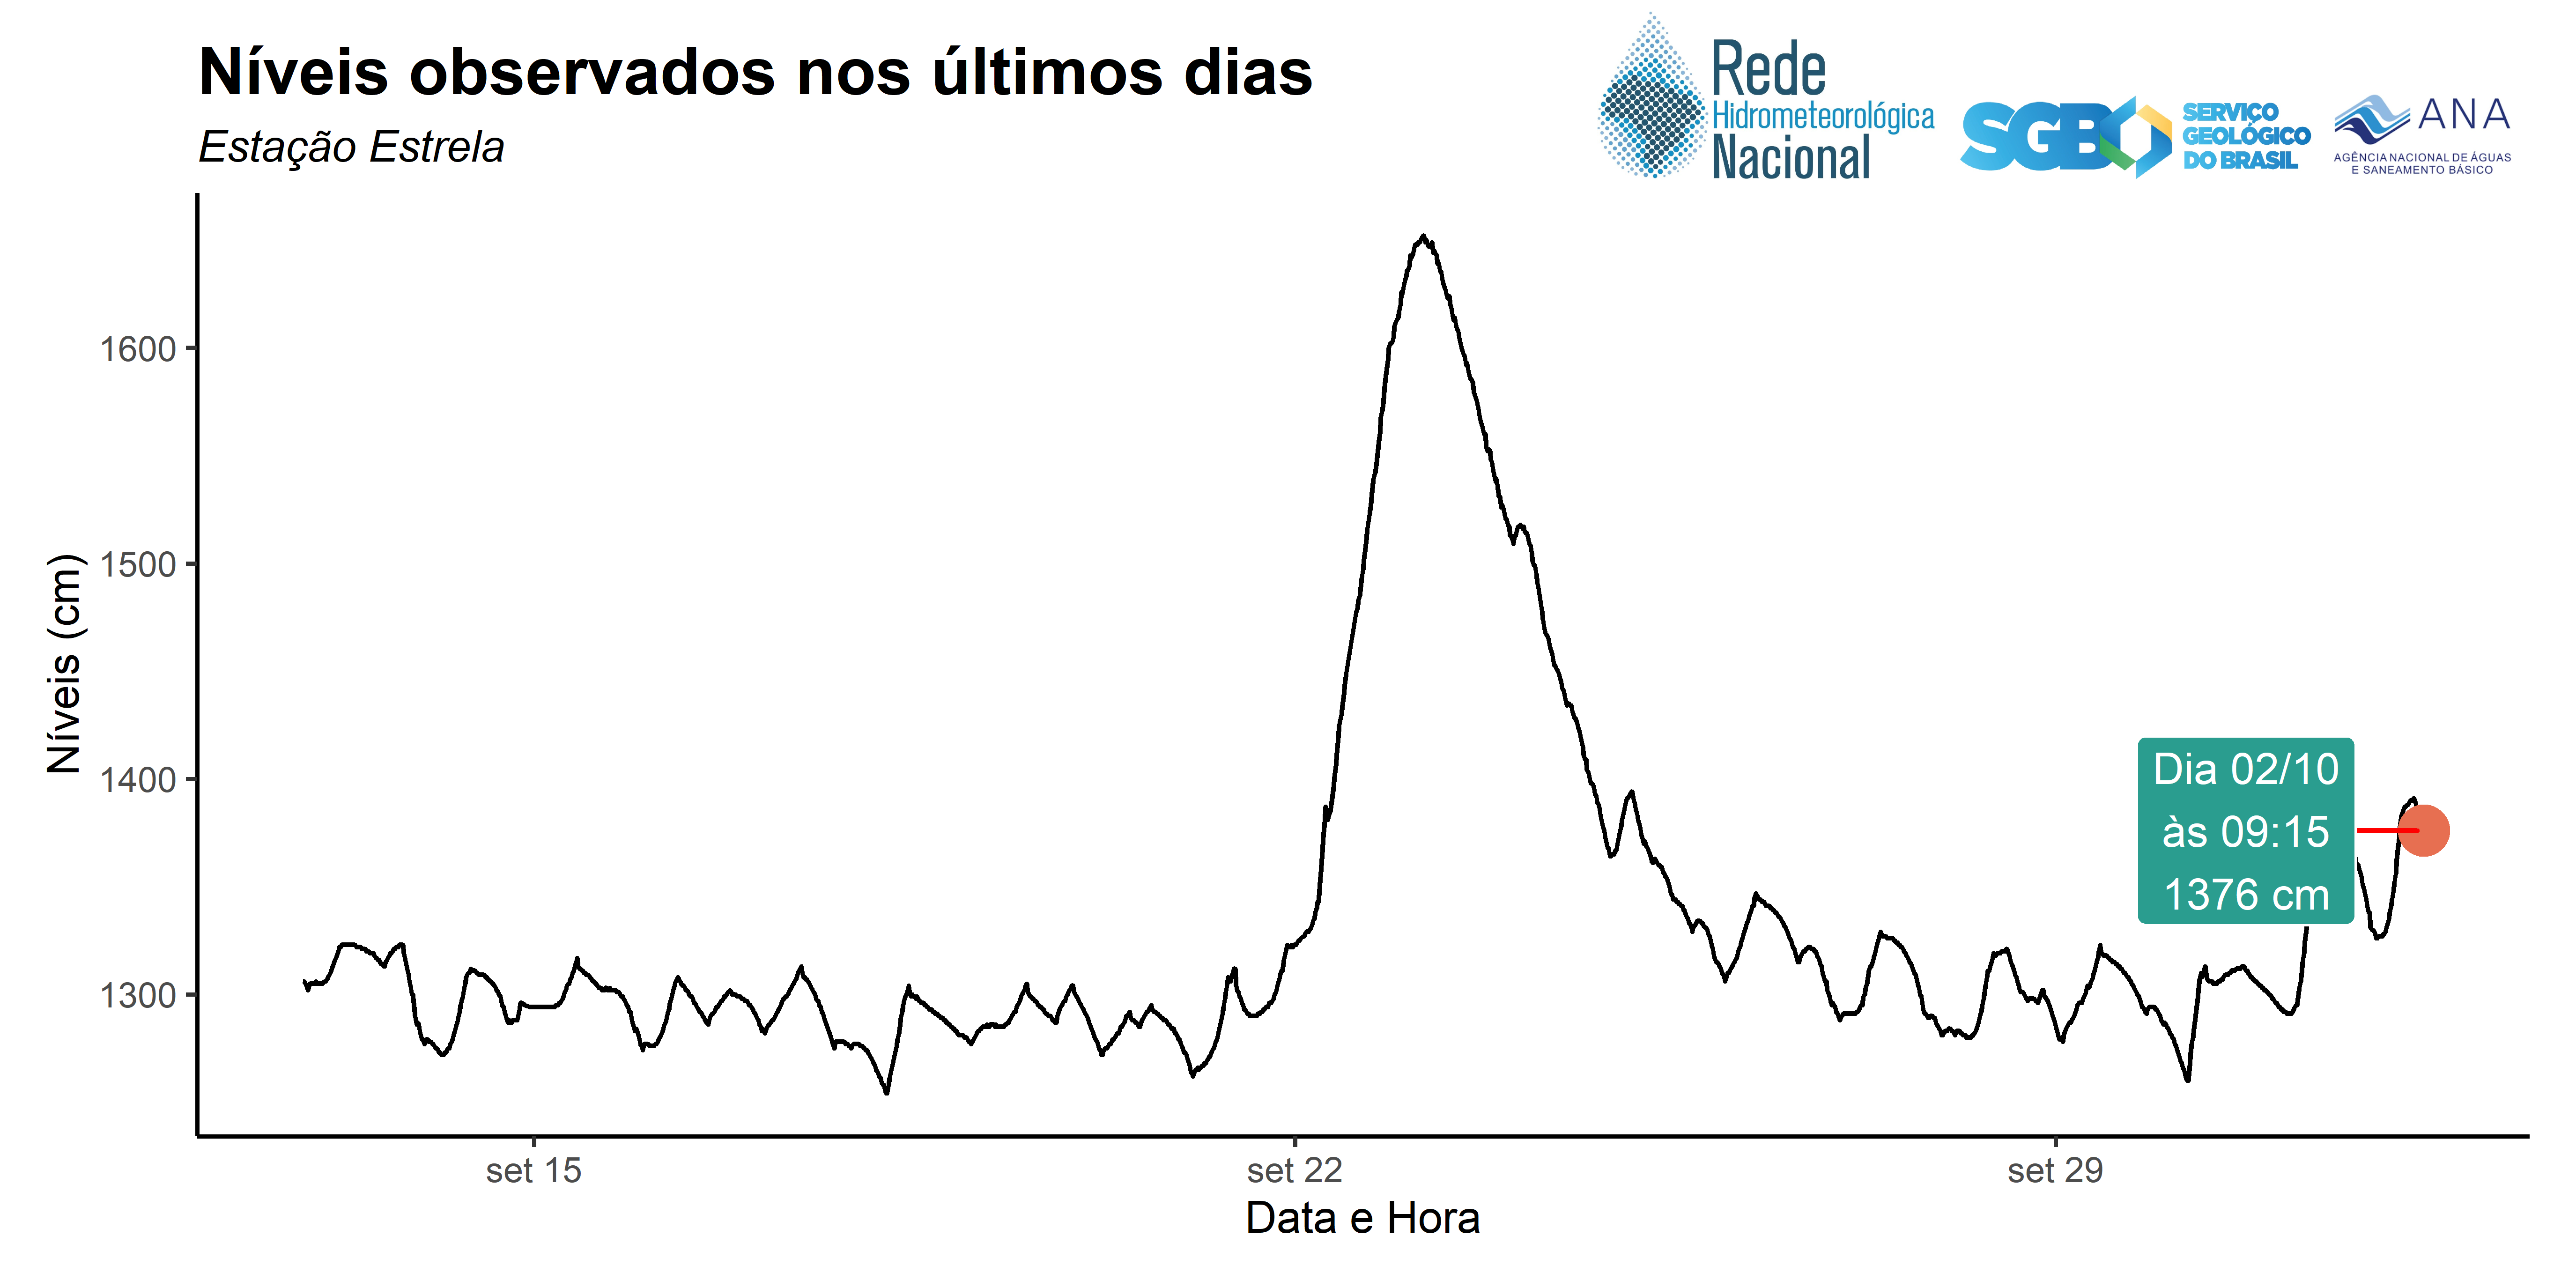 Níveis observados nos últimos dias
Estação Estrela
Rede
Hidrometeorológica
Nacional
SGB
SERVIÇO
GEOLÓGICO
DO BRASIL
ANA
AGÊNCIA NACIONAL DE ÁGUAS
E SANEAMENTO BÁSICO
Níveis (cm)
1600
1500
1400
1300
Dia 02/10
às 09:15
1376 cm
set 15
set 22
set 29
Data e Hora